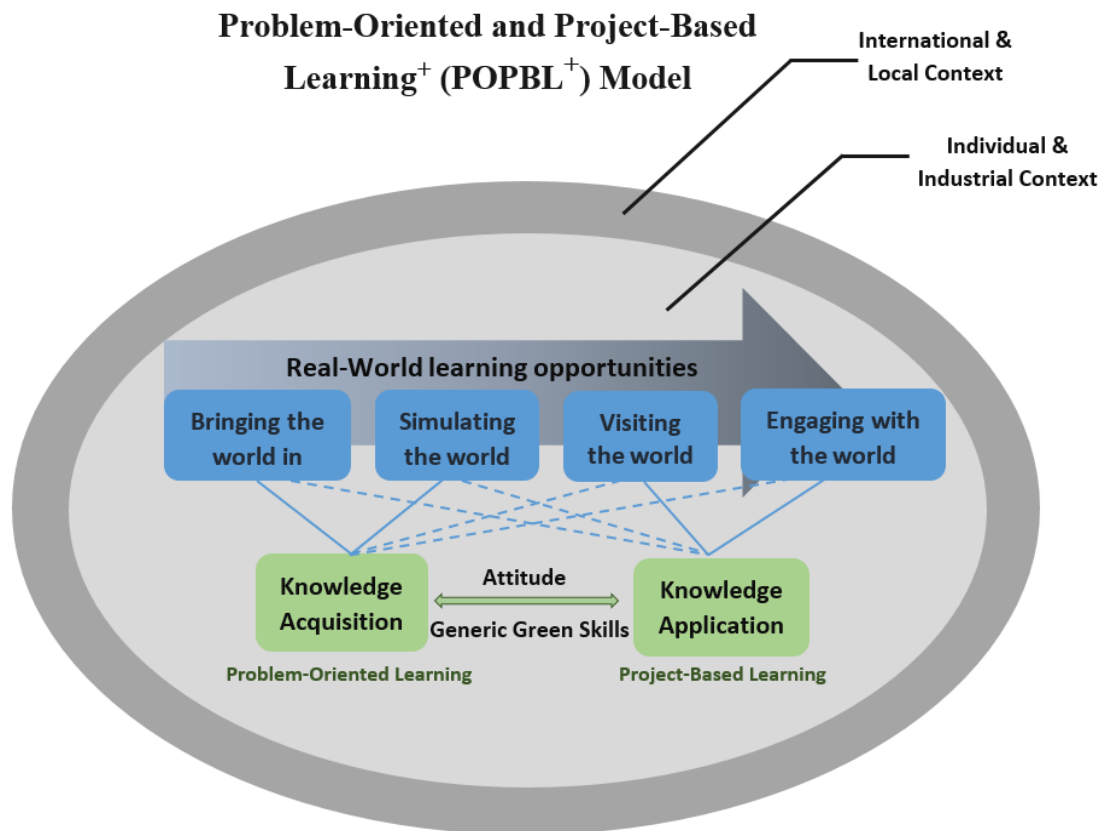 Problem-Oriented and Project-Based
Learning⁺ (POPBL⁺) Model
International &
Local Context
Individual &
Industrial Context
Real-World learning opportunities
Bringing the
world in
Simulating
the world
Visiting
the world
Engaging with
the world
Knowledge
Acquisition
Attitude
Generic Green Skills
Knowledge
Application
Problem-Oriented Learning
Project-Based Learning